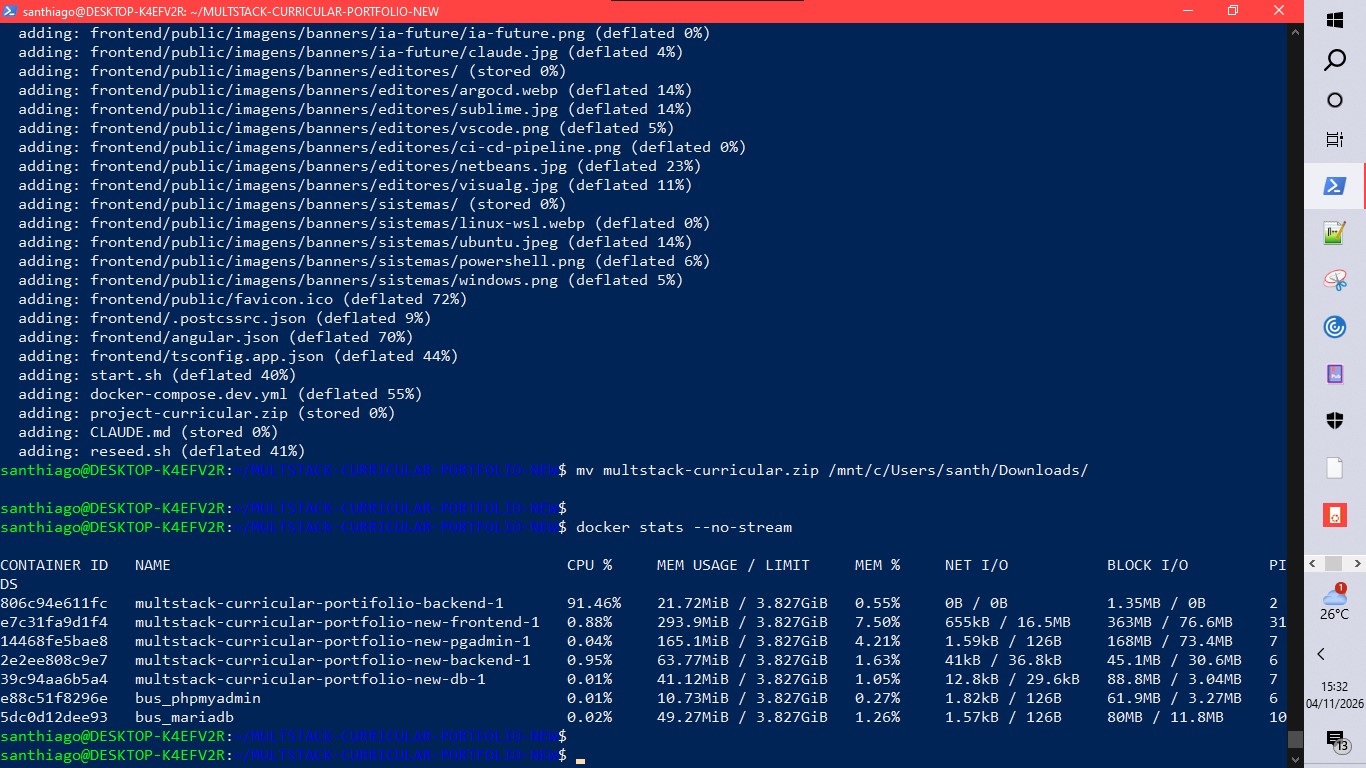 santhiago@DESKTOP-K4EFV2R: ~/MULTSTACK-CURRICULAR-PORTFOLIO-NEW
adding: frontend/public/imagens/banners/ia-future/ia-future.png (deflated 0%)
adding: frontend/public/imagens/banners/ia-future/claude.jpg (deflated 4%)
adding: frontend/public/imagens/banners/editores/ (stored 0%)
adding: frontend/public/imagens/banners/editores/argocd.webp (deflated 14%)
adding: frontend/public/imagens/banners/editores/sublime.jpg (deflated 14%)
adding: frontend/public/imagens/banners/editores/vscode.png (deflated 5%)
adding: frontend/public/imagens/banners/editores/ci-cd-pipeline.png (deflated 0%)
adding: frontend/public/imagens/banners/editores/netbeans.jpg (deflated 23%)
adding: frontend/public/imagens/banners/editores/visualg.jpg (deflated 11%)
adding: frontend/public/imagens/banners/sistemas/ (stored 0%)
adding: frontend/public/imagens/banners/sistemas/linux-wsl.webp (deflated 0%)
adding: frontend/public/imagens/banners/sistemas/ubuntu.jpeg (deflated 14%)
adding: frontend/public/imagens/banners/sistemas/powershell.png (deflated 6%)
adding: frontend/public/imagens/banners/sistemas/windows.png (deflated 5%)
adding: frontend/public/favicon.ico (deflated 72%)
adding: frontend/.postcssrc.json (deflated 9%)
adding: frontend/angular.json (deflated 70%)
adding: frontend/tsconfig.app.json (deflated 44%)
adding: start.sh (deflated 40%)
adding: docker-compose.dev.yml (deflated 55%)
adding: project-curricular.zip (stored 0%)
adding: CLAUDE.md (stored 0%)
adding: reseed.sh (deflated 41%)
santhiago@DESKTOP-K4EFV2R:~/MULTSTACK-CURRICULAR-PORTFOLIO-NEW$ mv multstack-curricular.zip /mnt/c/Users/santh/Downloads/
santhiago@DESKTOP-K4EFV2R:~/MULTSTACK-CURRICULAR-PORTFOLIO-NEW$
santhiago@DESKTOP-K4EFV2R:~/MULTSTACK-CURRICULAR-PORTFOLIO-NEW$ docker stats --no-stream
CONTAINER ID NAME CPU % MEM USAGE / LIMIT MEM % NET I/O BLOCK I/O PI
DS
806c94e611fc multstack-curricular-portifolio-backend-1 91.46% 21.72MiB / 3.827GiB 0.55% 0B / 0B 1.35MB / 0B 2
e7c31fa9d1f4 multstack-curricular-portfolio-new-frontend-1 0.88% 293.9MiB / 3.827GiB 7.50% 655kB / 16.5MB 363MB / 76.6MB 31
14468fe5bae8 multstack-curricular-portfolio-new-pgadmin-1 0.04% 165.1MiB / 3.827GiB 4.21% 1.59kB / 126B 168MB / 73.4MB 7
2e2ee808c9e7 multstack-curricular-portfolio-new-backend-1 0.95% 63.77MiB / 3.827GiB 1.63% 41kB / 36.8kB 45.1MB / 30.6MB 6
39c94aa6b5a4 multstack-curricular-portfolio-new-db-1 0.01% 41.12MiB / 3.827GiB 1.05% 12.8kB / 29.6kB 88.8MB / 3.04MB 7
e88c51f8296e bus_phpmyadmin 0.01% 10.73MiB / 3.827GiB 0.27% 1.82kB / 126B 61.9MB / 3.27MB 6
5dc0d12dee93 bus_mariadb 0.02% 49.27MiB / 3.827GiB 1.26% 1.57kB / 126B 80MB / 11.8MB 10
santhiago@DESKTOP-K4EFV2R:~/MULTSTACK-CURRICULAR-PORTFOLIO-NEW$
santhiago@DESKTOP-K4EFV2R:~/MULTSTACK-CURRICULAR-PORTFOLIO-NEW$
1
26°C
15:32
04/11/2026
13